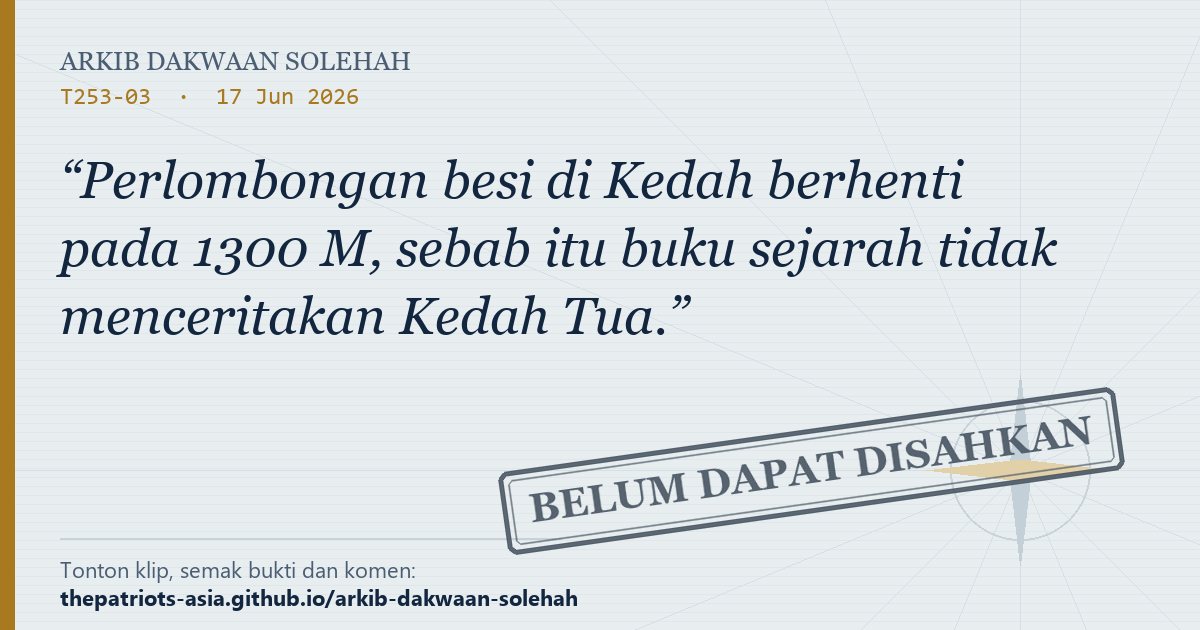 ARKIB DAKWAAN SOLEHAH
T253-03 · 17 Jun 2026
“Perlombongan besi di Kedah berhenti
pada 1300 M, sebab itu buku sejarah tidak
menceritakan Kedah Tua.”
BELUM DAPAT DISAHKAN
Tonton klip, semak bukti dan komen:
thepatriots-asia.github.io/arkib-dakwaan-solehah